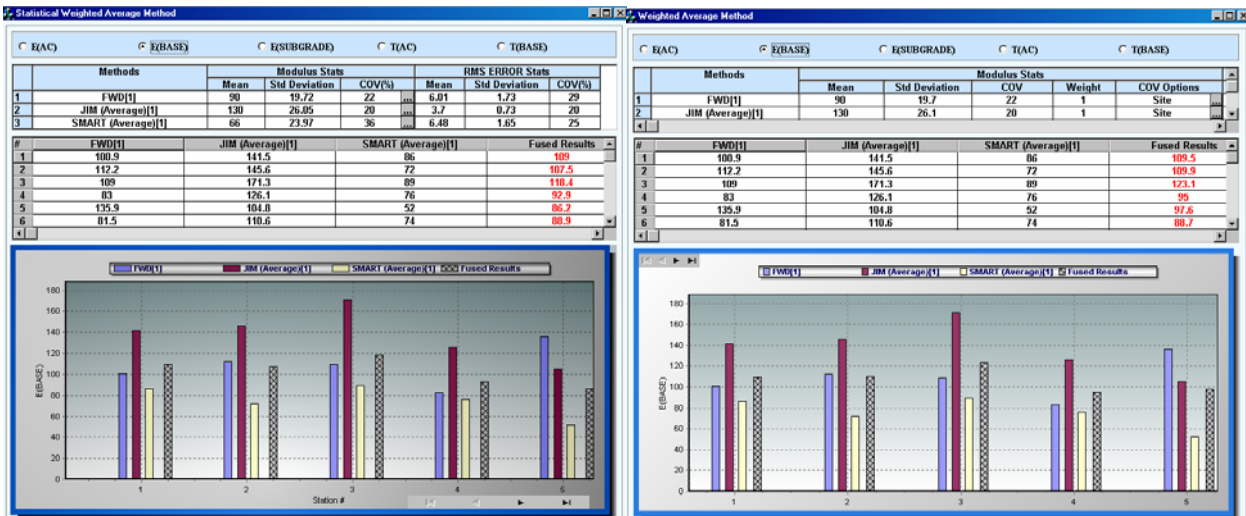 Statistical Weighted Average Method
E(AC) E(BASE) E(SUBGRADE) T(AC) T(BASE)
Methods Modulus Stats RMS ERROR Stats
Mean Std Deviation COV(%) Mean Std Deviation COV(%)
1 FWD[1] 90 19.72 22 ... 6.01 1.73 29
2 JIM (Average)[1] 130 26.05 20 ... 3.7 0.73 20
3 SMART (Average)[1] 66 23.97 36 ... 6.48 1.65 25
# FWD[1] JIM (Average)[1] SMART (Average)[1] Fused Results
1 100.9 141.5 86 109
2 112.2 145.6 72 107.5
3 109 171.3 89 118.4
4 83 126.1 76 92.9
5 135.9 104.8 52 86.2
6 81.5 110.6 74 88.9
FWD[1] JIM (Average)[1] SMART (Average)[1] Fused Results
180
160
140
120
100
80
60
40
20
0
E(BASE)
1 2 3 4 5
Station #
Weighted Average Method
E(AC) E(BASE) E(SUBGRADE) T(AC) T(BASE)
Methods Modulus Stats
Mean Std Deviation COV Weight COV Options
1 FWD[1] 90 19.7 22 1 Site ...
2 JIM (Average)[1] 130 26.1 20 1 Site ...
# FWD[1] JIM (Average)[1] SMART (Average)[1] Fused Results
1 100.9 141.5 86 109.5
2 112.2 145.6 72 109.9
3 109 171.3 89 123.1
4 83 126.1 76 95
5 135.9 104.8 52 97.6
6 81.5 110.6 74 88.7
FWD[1] JIM (Average)[1] SMART (Average)[1] Fused Results
180
160
140
120
100
80
60
40
20
0
E(BASE)
1 2 3 4 5